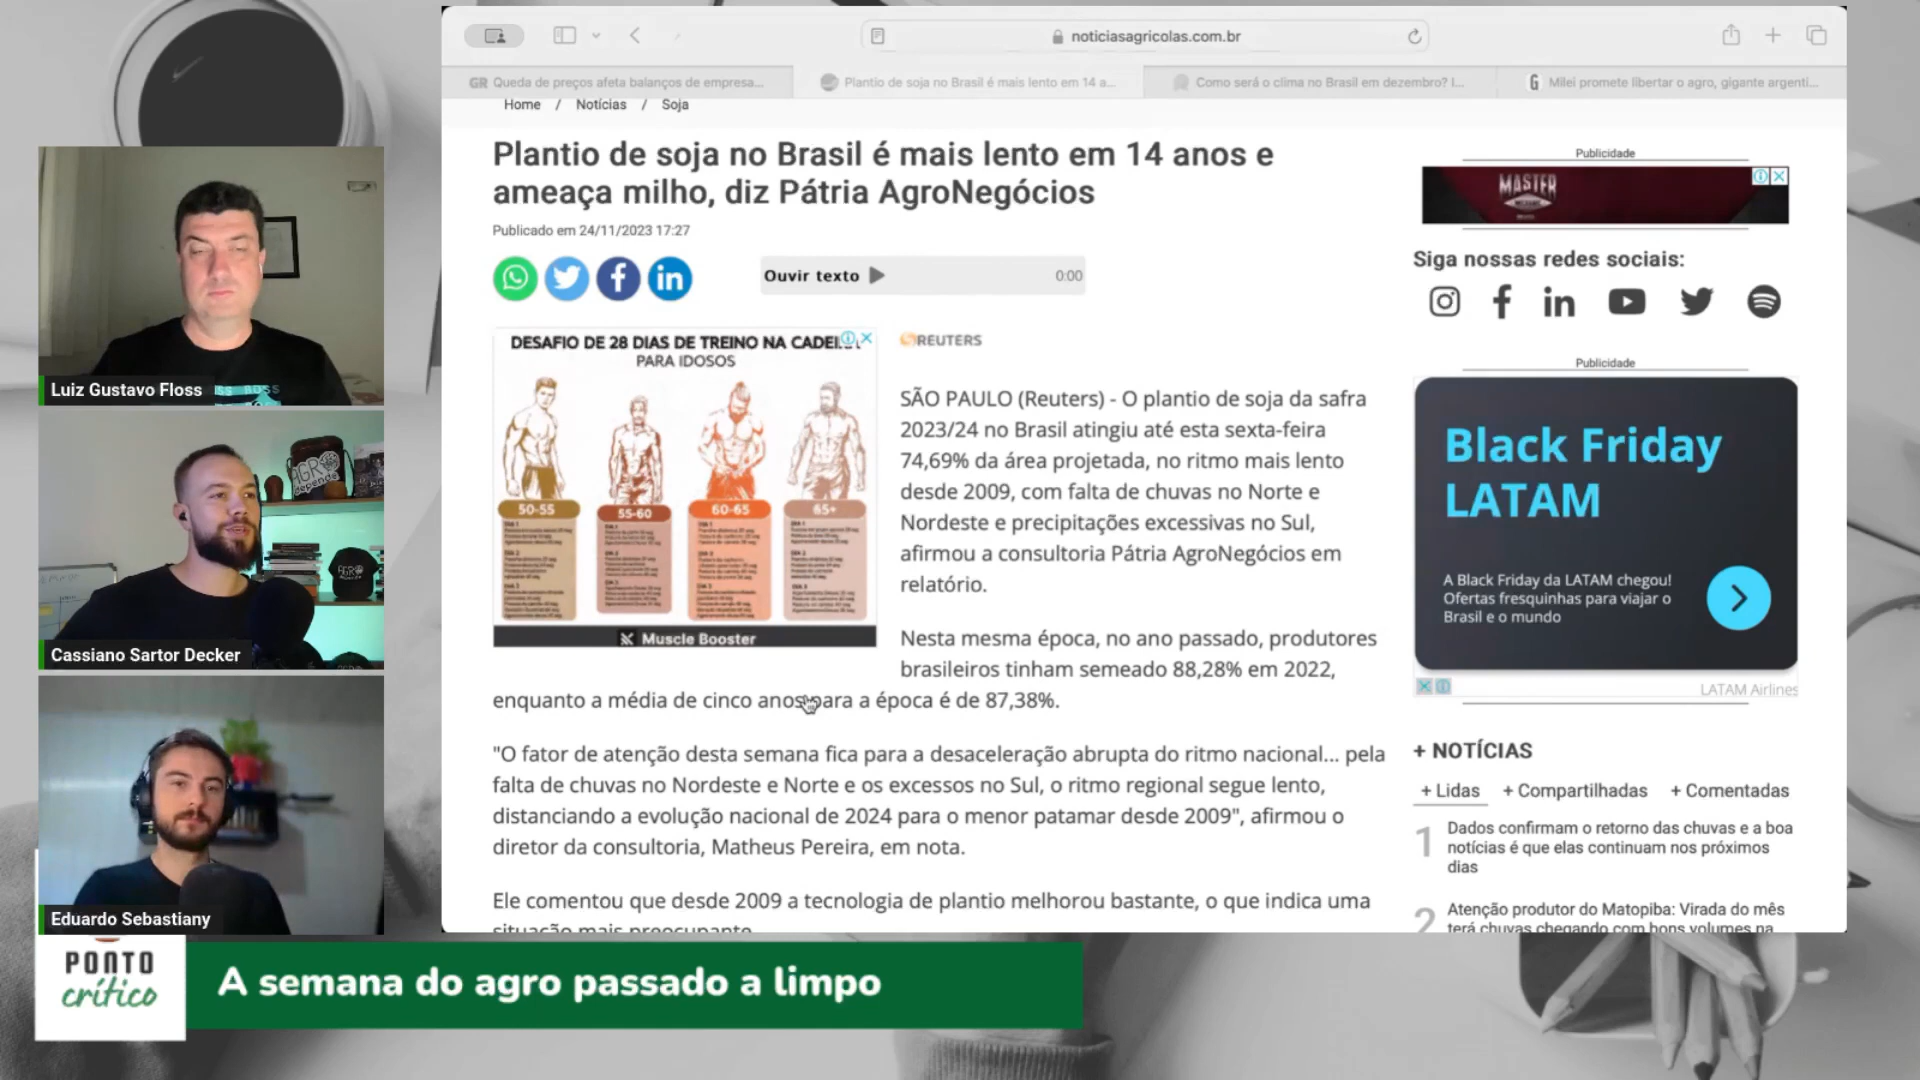 noticiasagricolas.com.br
GR Queda de preços afeta balanços de empresa...
Plantio de soja no Brasil é mais lento em 14 a...
Como será o clima no Brasil em dezembro? I...
G Milei promete libertar o agro, gigante argenti...
Home / Notícias / Soja
Plantio de soja no Brasil é mais lento em 14 anos e
ameaça milho, diz Pátria AgroNegócios
Publicado em 24/11/2023 17:27
Ouvir texto 0:00
DESAFIO DE 28 DIAS DE TREINO NA
PARA IDOSOS
50-55
55-60
60-65
65+
Muscle Booster
REUTERS
SÃO PAULO (Reuters) - O plantio de soja da safra
2023/24 no Brasil atingiu até esta sexta-feira
74,69% da área projetada, no ritmo mais lento
desde 2009, com falta de chuvas no Norte e
Nordeste e precipitações excessivas no Sul,
afirmou a consultoria Pátria AgroNegócios em
relatório.
Nesta mesma época, no ano passado, produtores
brasileiros tinham semeado 88,28% em 2022,
enquanto a média de cinco anos para a época é de 87,38%.
"O fator de atenção desta semana fica para a desaceleração abrupta do ritmo nacional... pela
falta de chuvas no Nordeste e Norte e os excessos no Sul, o ritmo regional segue lento,
distanciando a evolução nacional de 2024 para o menor patamar desde 2009", afirmou o
diretor da consultoria, Matheus Pereira, em nota.
Ele comentou que desde 2009 a tecnologia de plantio melhorou bastante, o que indica uma
situação mais preocupante
Publicidade
MASTER
Siga nossas redes sociais:
Publicidade
Black Friday
LATAM
A Black Friday da LATAM chegou!
Ofertas fresquinhas para viajar o
Brasil e o mundo
LATAM Airlines
+ NOTÍCIAS
+ Lidas + Compartilhadas + Comentadas
1 Dados confirmam o retorno das chuvas e a boa
notícias é que elas continuam nos próximos
dias
2 Atenção produtor do Matopiba: Virada do mês
terá chuvas chegando com bons volumes na
Luiz Gustavo Floss
AGRO
depende
Cassiano Sartor Decker
Eduardo Sebastiany
PONTO
crítico
A semana do agro passado a limpo